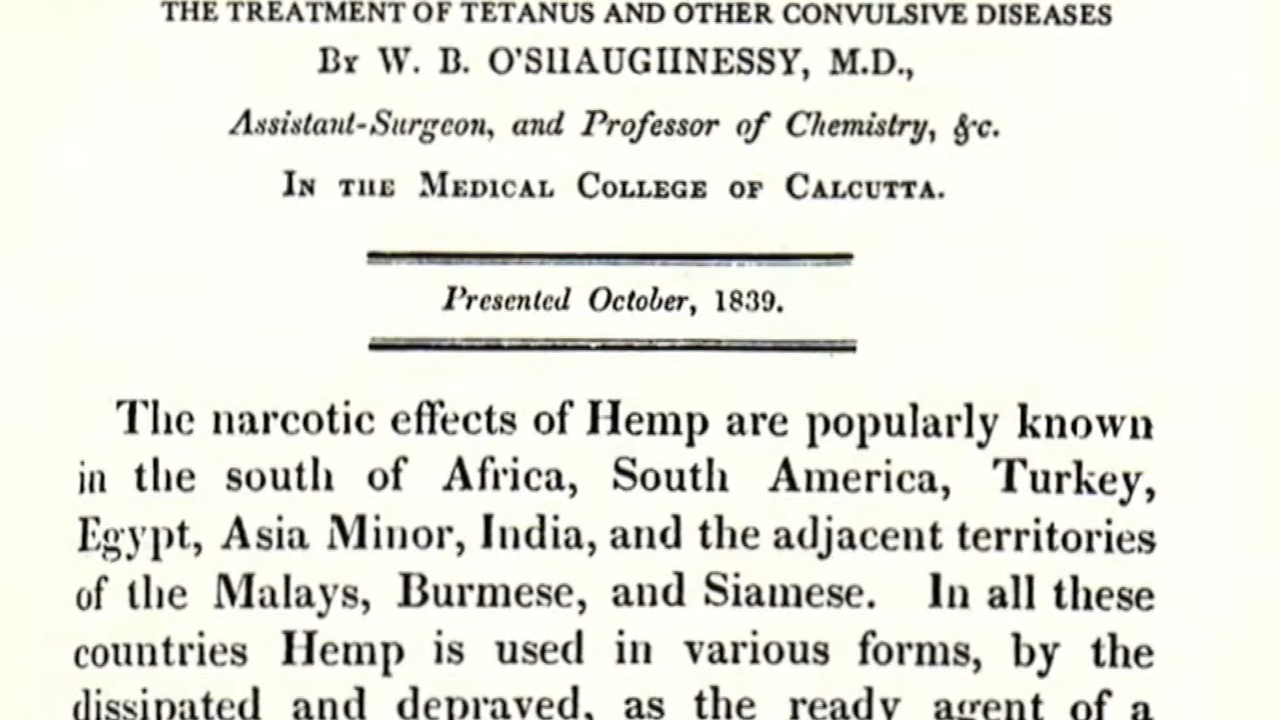 THE TREATMENT OF TETANUS AND OTHER CONVULSIVE DISEASES
By W. B. O'SHAUGHNESSY, M.D.,
Assistant-Surgeon, and Professor of Chemistry, &c.
In the Medical College of Calcutta.
Presented October, 1839.
The narcotic effects of Hemp are popularly known
in the south of Africa, South America, Turkey,
Egypt, Asia Minor, India, and the adjacent territories
of the Malays, Burmese, and Siamese. In all these
countries Hemp is used in various forms, by the
dissipated and depraved, as the ready agent of a